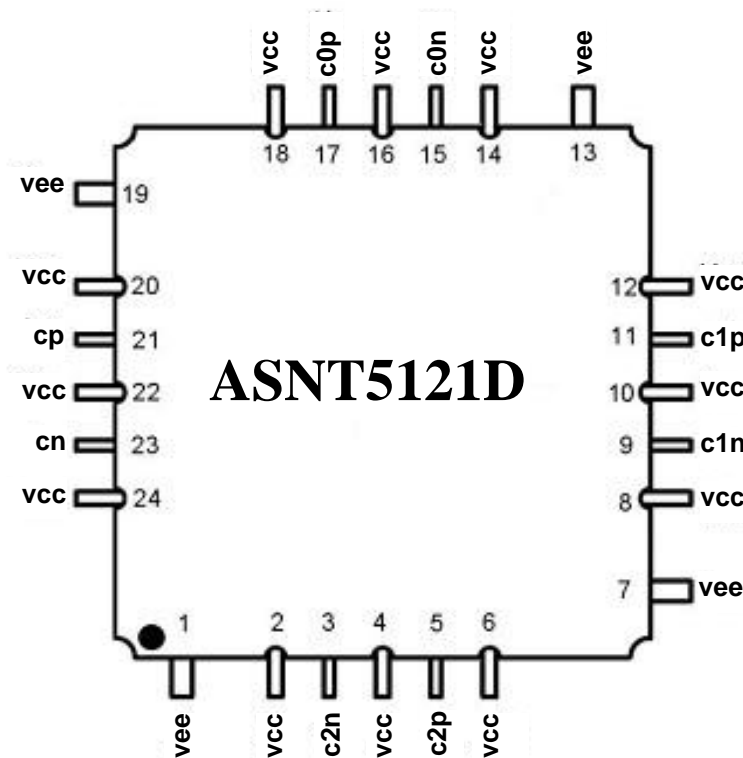 vcc c0p vcc c0n vcc vee
18 17 16 15 14 13
vee 19
vcc 20 12 vcc
cp 21 11 c1p
vcc 22 ASNT5121D 10 vcc
cn 23 9 c1n
vcc 24 8 vcc
7 vee
1 2 3 4 5 6
vee vcc c2n vcc c2p vcc